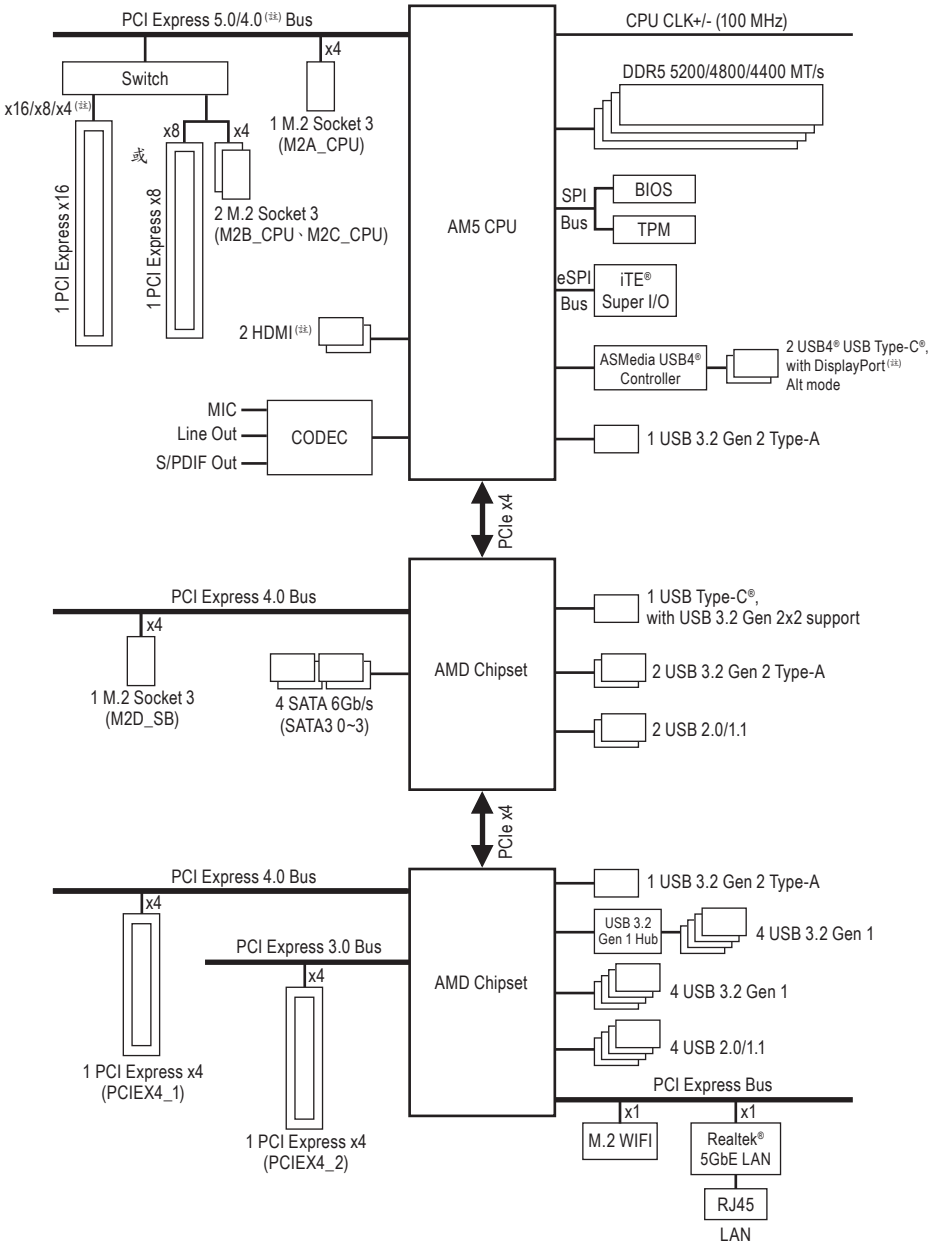 PCI Express 5.0/4.0 (註) Bus
CPU CLK+/- (100 MHz)
x4
Switch
DDR5 5200/4800/4400 MT/s
x16/x8/x4 (註)
1 M.2 Socket 3
(M2A_CPU)
x8
x4
或
1 PCI Express x16
1 PCI Express x8
2 M.2 Socket 3
(M2B_CPU、M2C_CPU)
AM5 CPU
SPI
Bus
BIOS
TPM
eSPI
Bus
iTE®
Super I/O
2 HDMI (註)
ASMedia USB4®
Controller
2 USB4® USB Type-C®,
with DisplayPort (註)
Alt mode
MIC
Line Out
S/PDIF Out
CODEC
1 USB 3.2 Gen 2 Type-A
PCIe x4
PCI Express 4.0 Bus
x4
1 M.2 Socket 3
(M2D_SB)
4 SATA 6Gb/s
(SATA3 0~3)
AMD Chipset
1 USB Type-C®,
with USB 3.2 Gen 2x2 support
2 USB 3.2 Gen 2 Type-A
2 USB 2.0/1.1
PCIe x4
PCI Express 4.0 Bus
x4
PCI Express 3.0 Bus
x4
1 PCI Express x4
(PCIEX4_1)
1 PCI Express x4
(PCIEX4_2)
AMD Chipset
1 USB 3.2 Gen 2 Type-A
USB 3.2
Gen 1 Hub
4 USB 3.2 Gen 1
4 USB 3.2 Gen 1
4 USB 2.0/1.1
PCI Express Bus
x1
x1
M.2 WIFI
Realtek®
5GbE LAN
RJ45
LAN